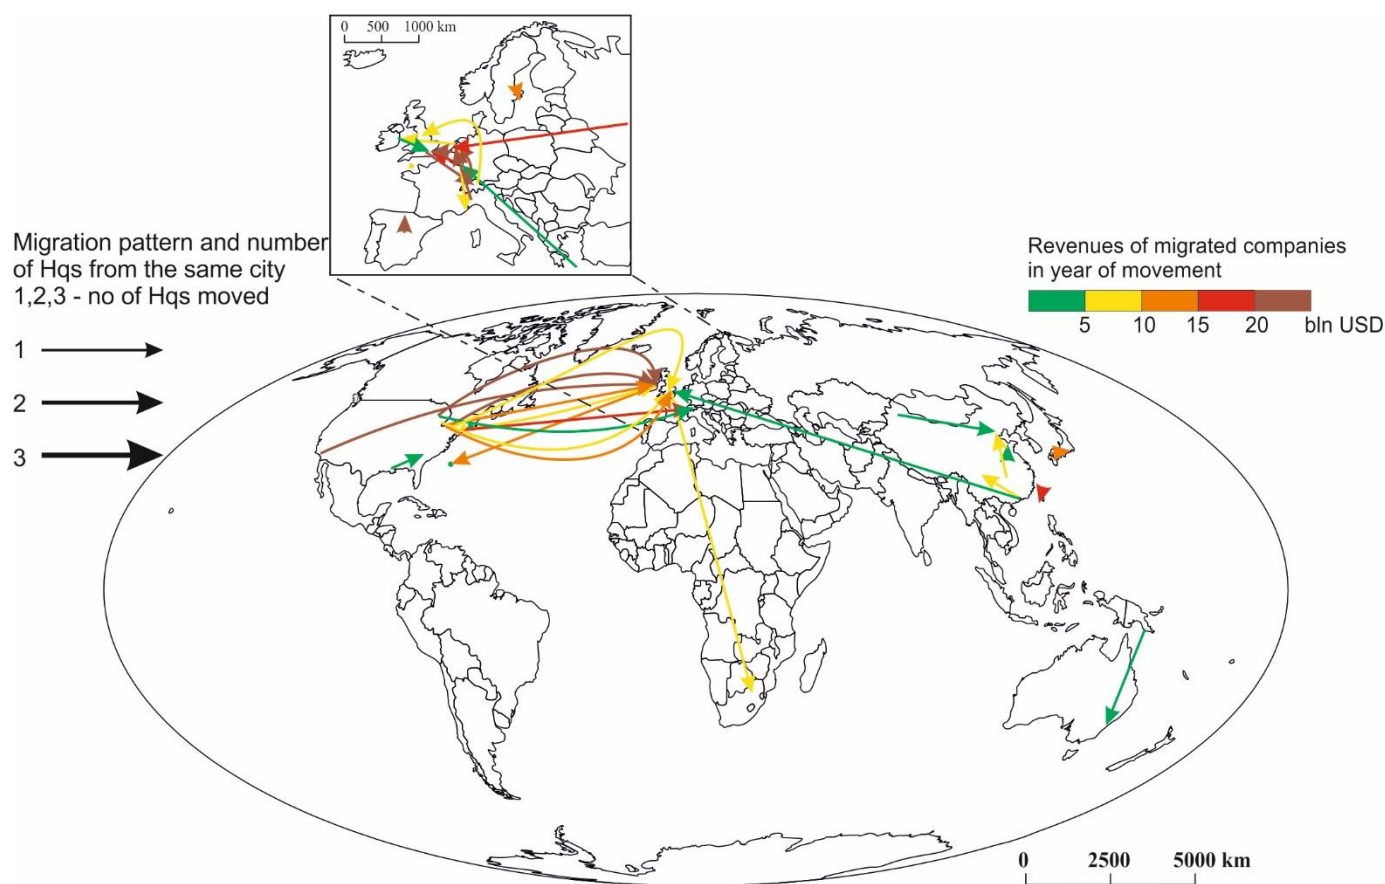 0 500 1000 km
Migration pattern and number
of Hqs from the same city
1,2,3 - no of Hqs moved
1
2
3
Revenues of migrated companies
in year of movement
5 10 15 20 bln USD
0 2500 5000 km